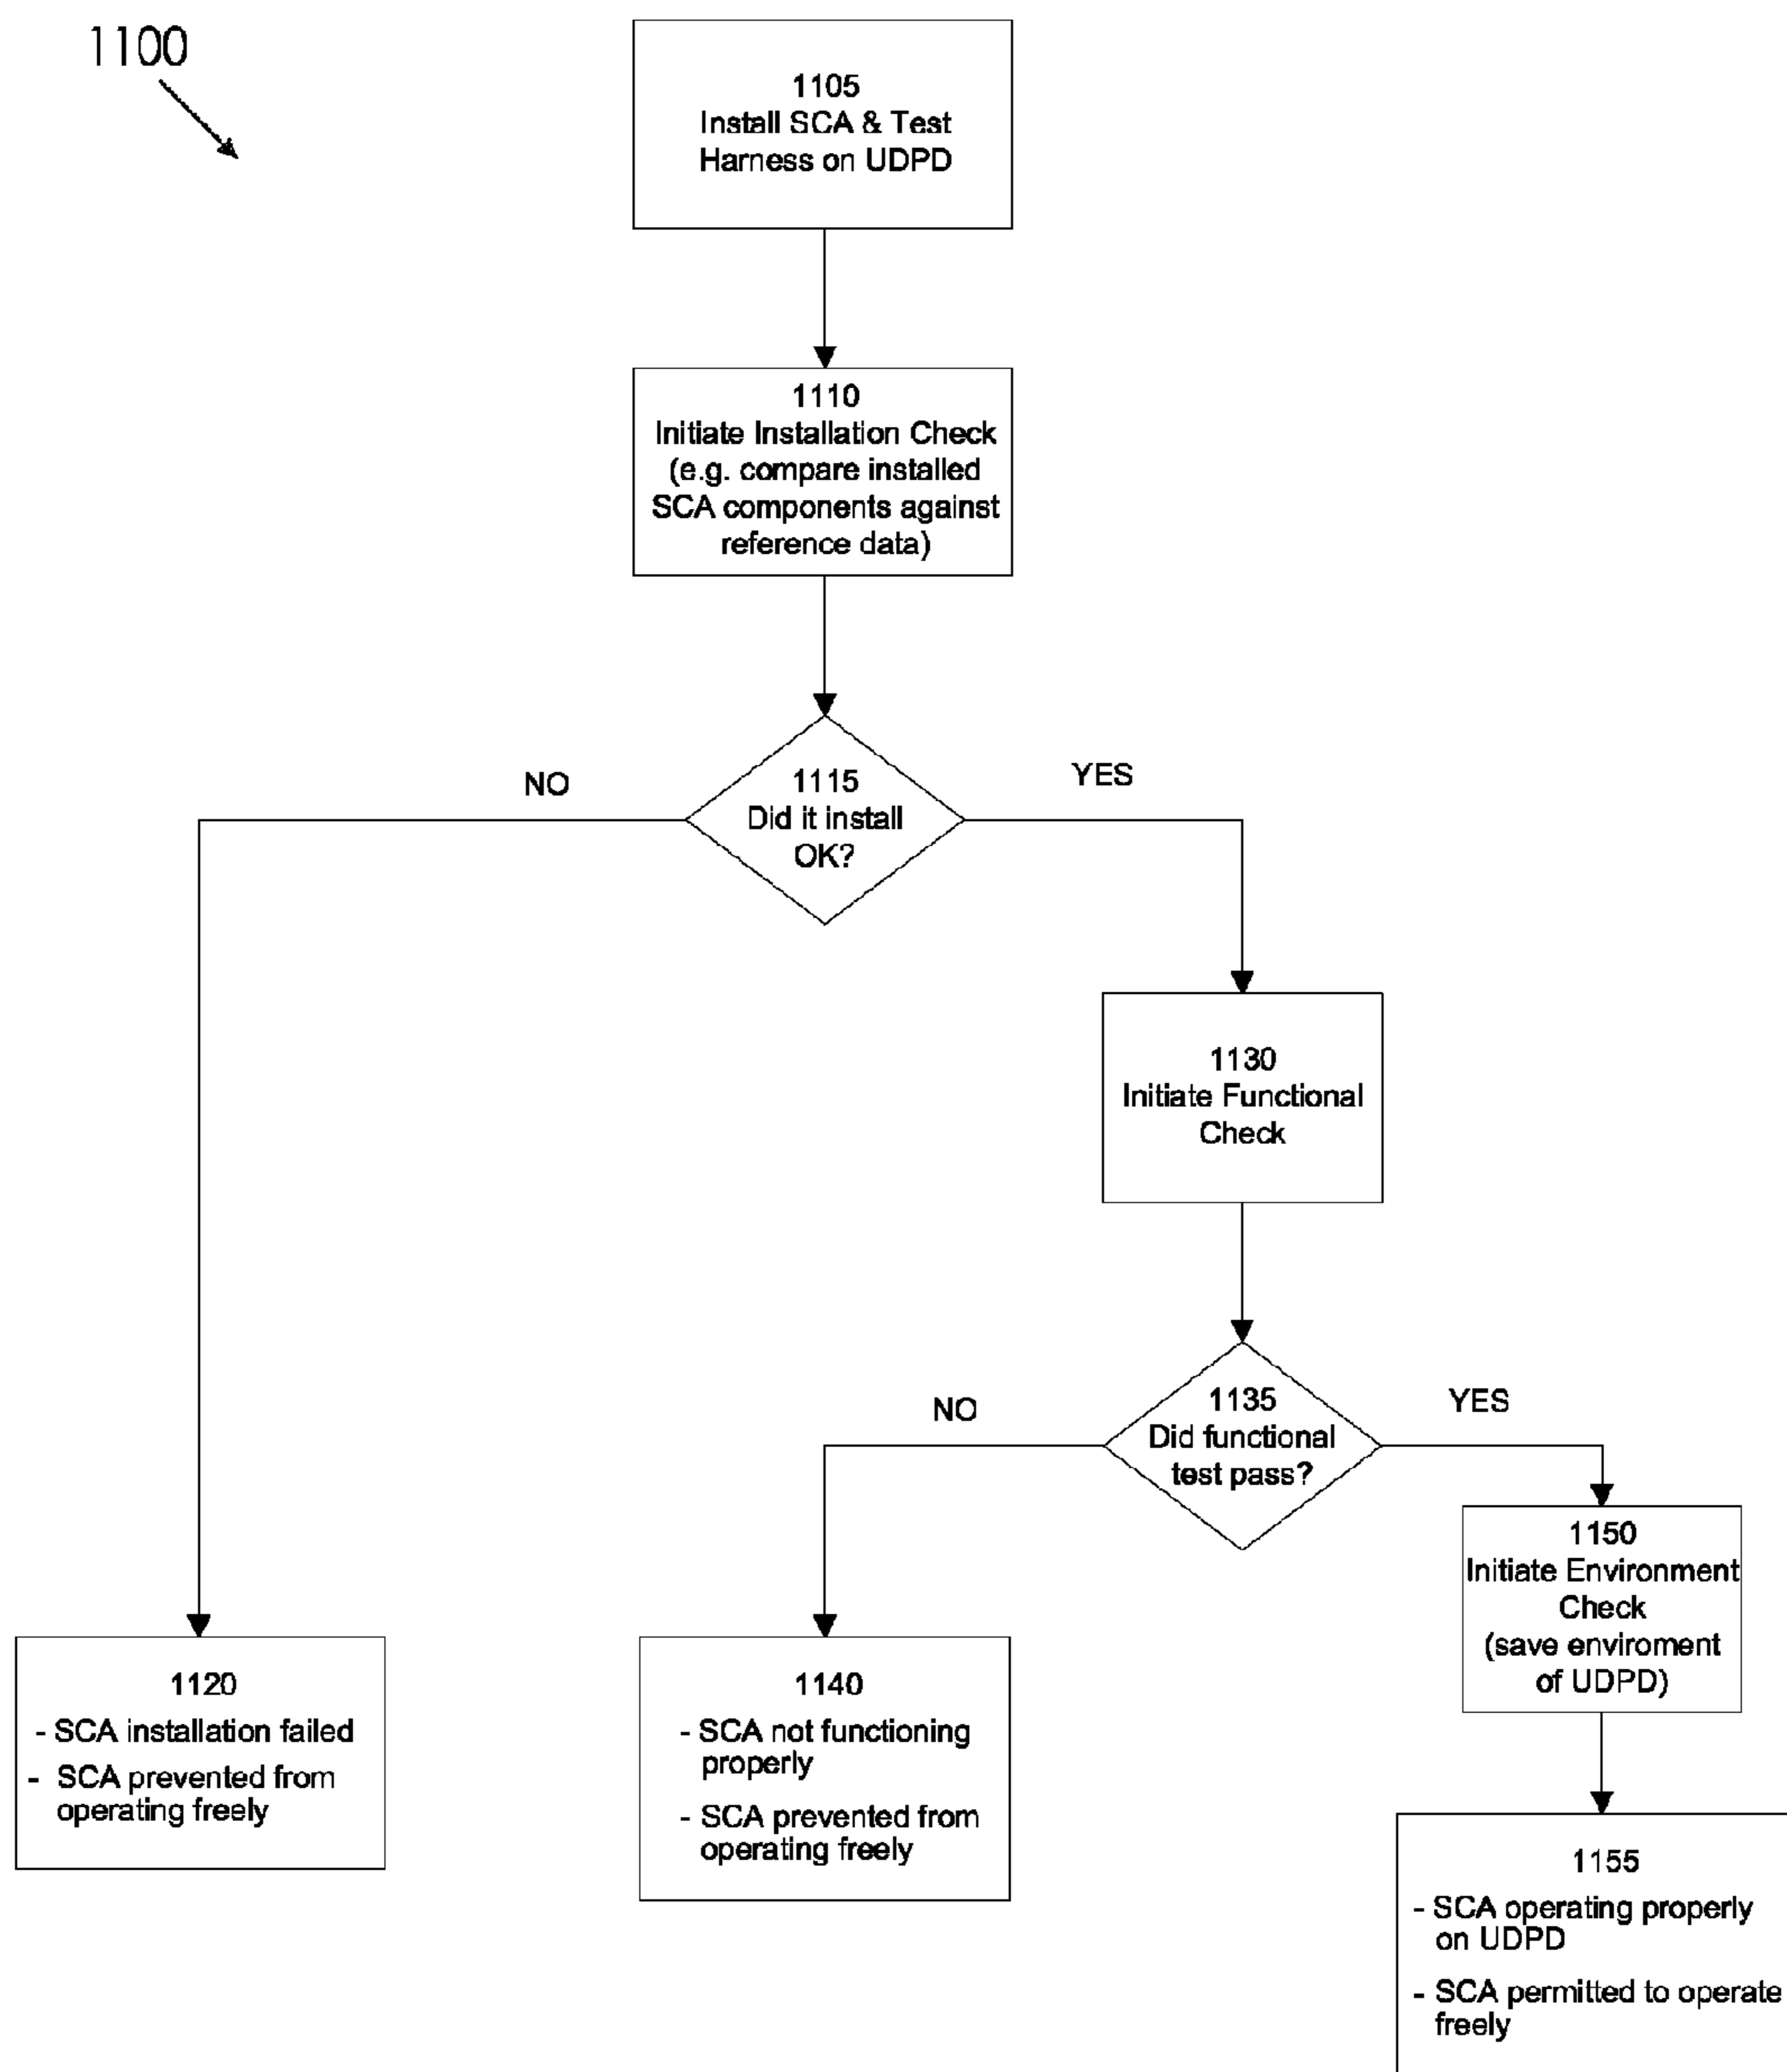 1100
1105
Install SCA & Test
Harness on UDPD
1110
Initiate Installation Check
(e.g. compare installed
SCA components against
reference data)
NO
YES
1115
Did it install
OK?
1130
Initiate Functional
Check
NO
YES
1135
Did functional
test pass?
1150
Initiate Environment
Check
(save enviroment
of UDPD)
1120
- SCA installation failed
- SCA prevented from
operating freely
1140
- SCA not functioning
properly
- SCA prevented from
operating freely
1155
- SCA operating properly
on UDPD
- SCA permitted to operate
freely